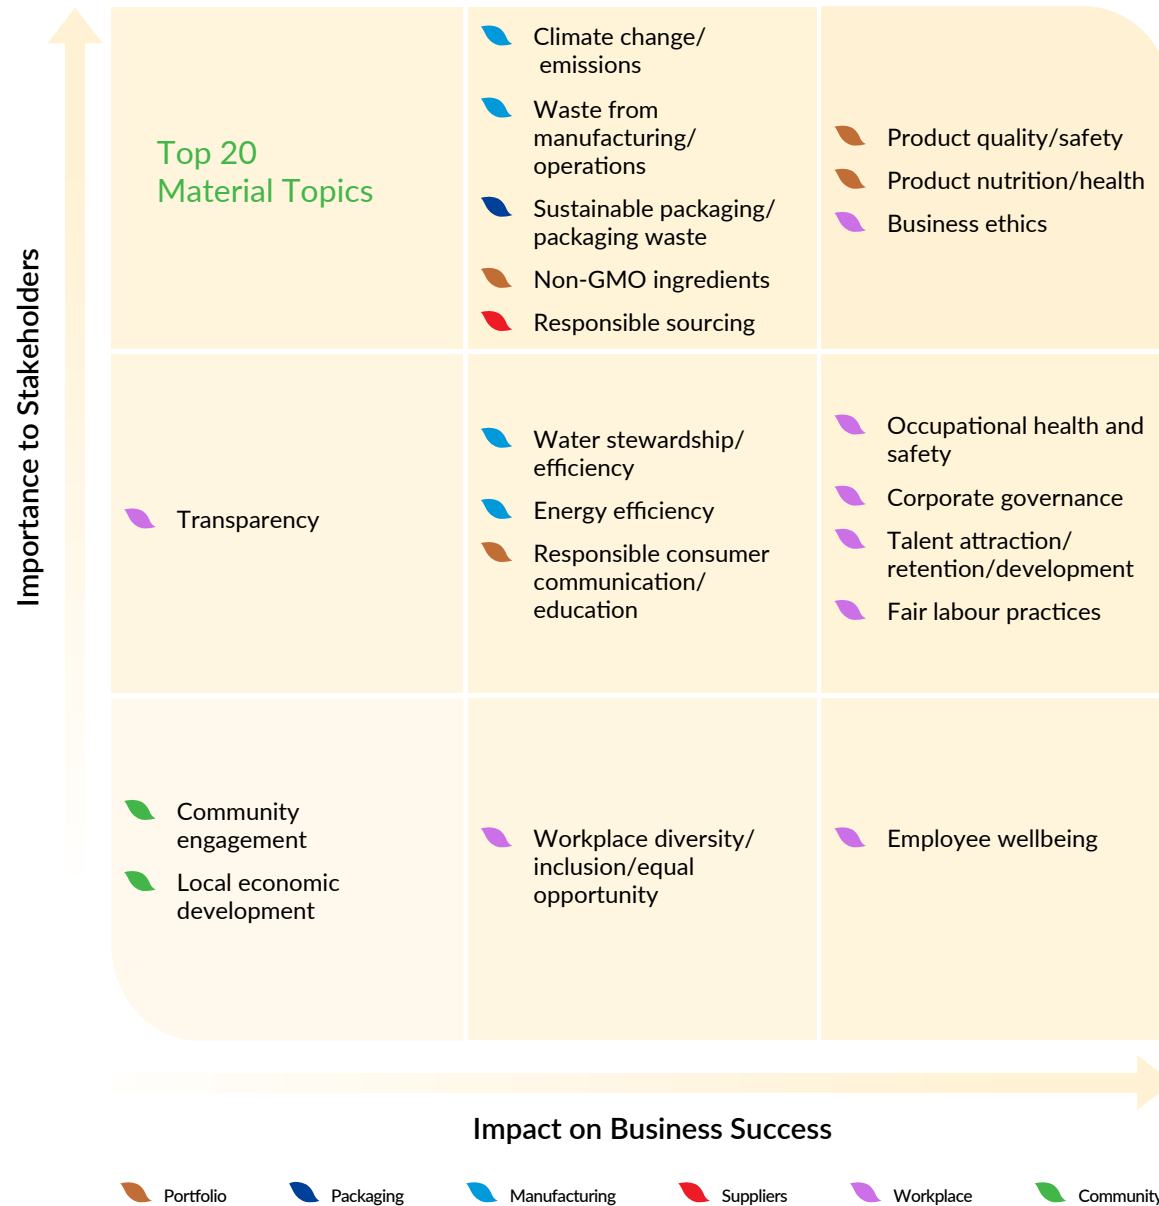 Importance to Stakeholders
Top 20
Material Topics
Climate change/
emissions
Waste from
manufacturing/
operations
Sustainable packaging/
packaging waste
Non-GMO ingredients
Responsible sourcing
Product quality/safety
Product nutrition/health
Business ethics
Transparency
Water stewardship/
efficiency
Energy efficiency
Responsible consumer
communication/
education
Occupational health and
safety
Corporate governance
Talent attraction/
retention/development
Fair labour practices
Community
engagement
Local economic
development
Workplace diversity/
inclusion/equal
opportunity
Employee wellbeing
Impact on Business Success
Portfolio
Packaging
Manufacturing
Suppliers
Workplace
Community